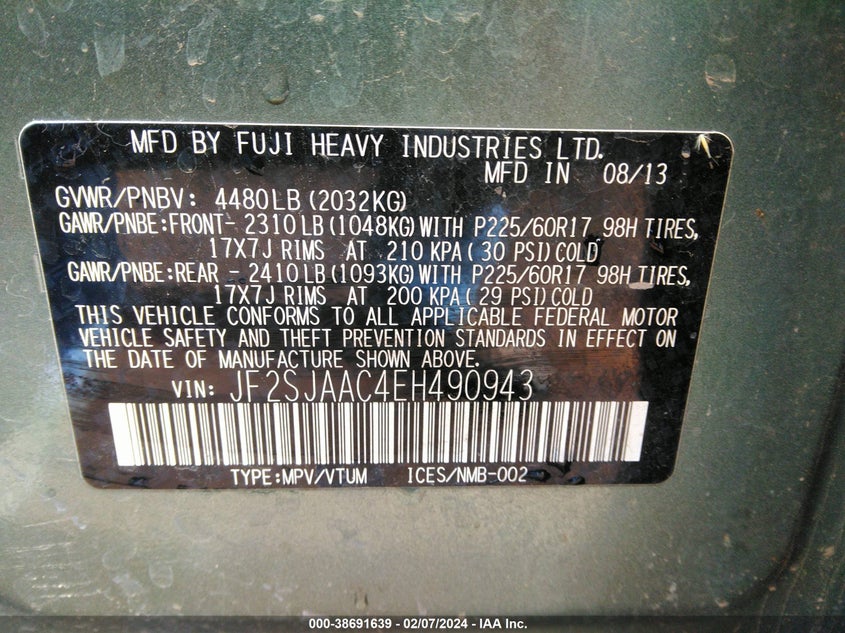 MFD BY FUJI HEAVY INDUSTRIES LTD.
MFD IN 08/13
GVWR/PNBV: 4480LB(2032KG)
GAWR/PNBE:FRONT- 2310LB(1048KG)WITH P225/60R17 98H TIRES,
17X7J RIMS AT 210 KPA(30 PSI)COLD
GAWR/PNBE:REAR - 2410LB(1093KG)WITH P225/60R17 98H TIRES,
17X7J RIMS AT 200 KPA(29 PSI)COLD
THIS VEHICLE CONFORMS TO ALL APPLICABLE FEDERAL MOTOR
VEHICLE SAFETY AND THEFT PREVENTION STANDARDS IN EFFECT ON
THE DATE OF MANUFACTURE SHOWN ABOVE.
VIN: JF2SJAAC4EH490943
TYPE:MPV/VTUM ICES/NMB-002
000-38691639 - 02/07/2024 - IAA Inc.